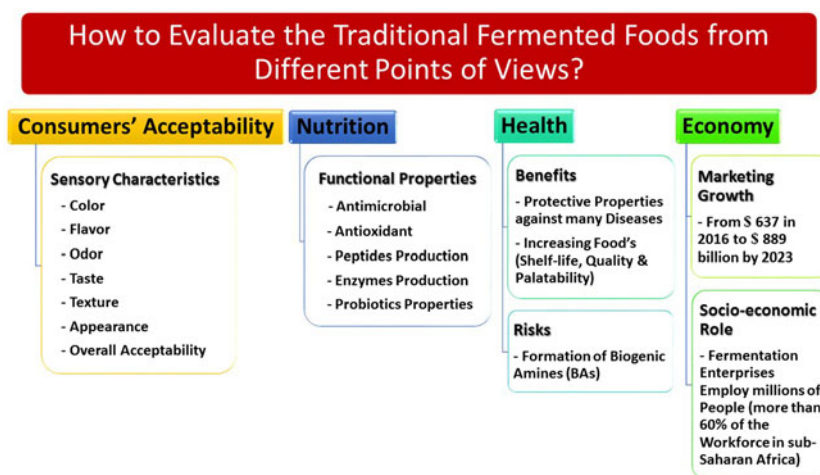 How to Evaluate the Traditional Fermented Foods from
Different Points of Views?
Consumers' Acceptability
Sensory Characteristics
- Color
- Flavor
- Odor
- Taste
- Texture
- Appearance
- Overall Acceptability
Nutrition
Functional Properties
- Antimicrobial
- Antioxidant
- Peptides Production
- Enzymes Production
- Probiotics Properties
Health
Benefits
- Protective Properties
against many Diseases
- Increasing Food's
(Shelf-life, Quality &
Palatability)
Risks
- Formation of Biogenic
Amines (BAs)
Economy
Marketing
Growth
- From $ 637 in
2016 to $ 889
billion by 2023
Socio-economic
Role
- Fermentation
Enterprises
Employ millions of
People (more than
60% of the
Workforce in sub-
Saharan Africa)